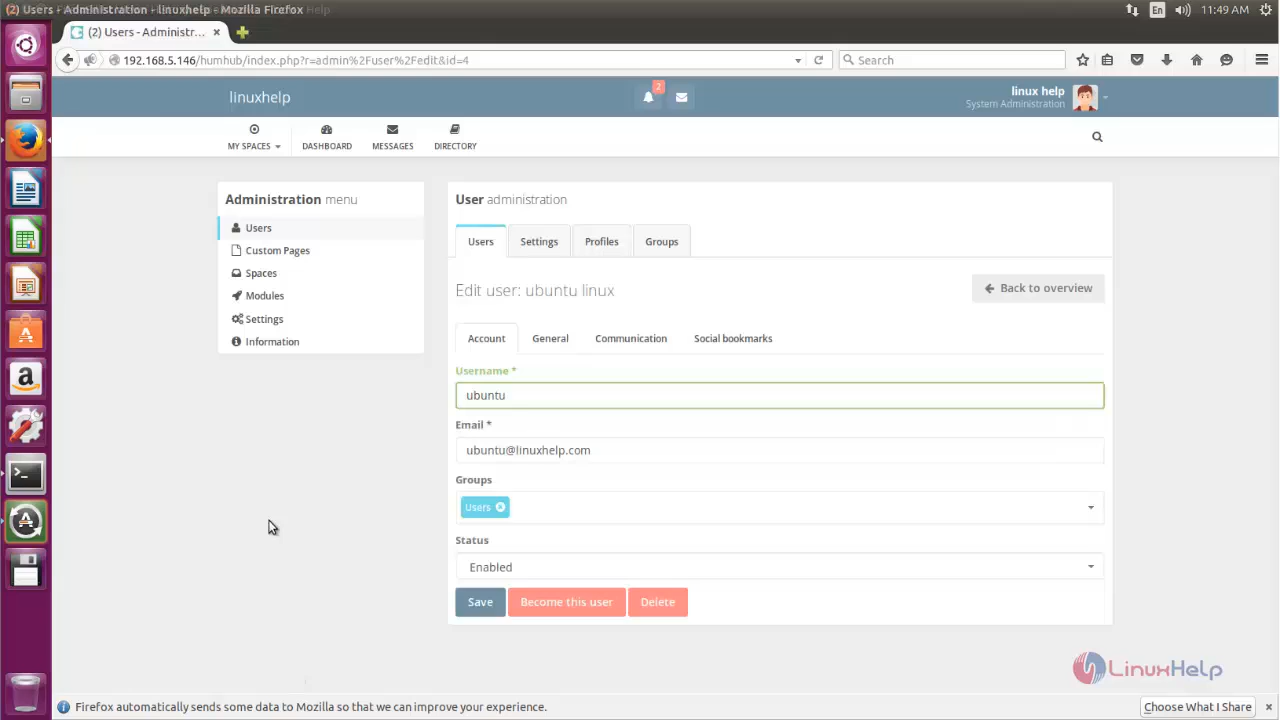 (2) Users - Administration - linuxhelp - Mozilla Firefox Help
En
11:49 AM
(2) Users - Administr...
192.168.5.146/humhub/index.php?r=admin%2Fuser%2Fedit&id=4
Search
linuxhelp
2
linux help
System Administration
MY SPACES
DASHBOARD
MESSAGES
DIRECTORY
Administration menu
Users
Custom Pages
Spaces
Modules
Settings
Information
User administration
Users
Settings
Profiles
Groups
Edit user: ubuntu linux
Back to overview
Account
General
Communication
Social bookmarks
Username *
ubuntu
Email *
ubuntu@linuxhelp.com
Groups
Users
Status
Enabled
Save
Become this user
Delete
LinuxHelp
Firefox automatically sends some data to Mozilla so that we can improve your experience.
Choose What I Share